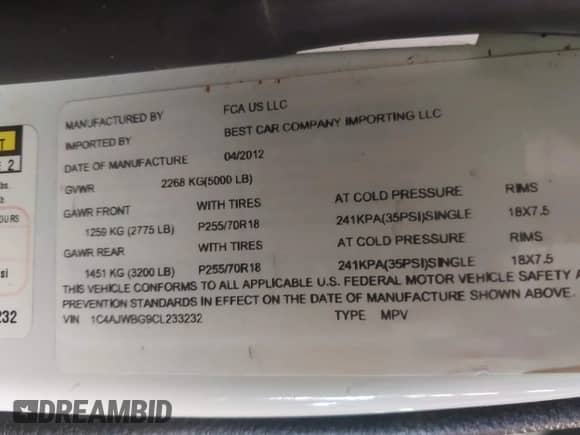 MANUFACTURED BY FCA US LLC
IMPORTED BY BEST CAR COMPANY IMPORTING LLC
DATE OF MANUFACTURE 04/2012
GVWR 2268 KG(5000 LB)
GAWR FRONT WITH TIRES AT COLD PRESSURE RIMS
1259 KG (2775 LB) P255/70R18 241KPA(35PSI)SINGLE 18X7.5
GAWR REAR WITH TIRES AT COLD PRESSURE RIMS
1451 KG (3200 LB) P255/70R18 241KPA(35PSI)SINGLE 18X7.5
THIS VEHICLE CONFORMS TO ALL APPLICABLE U.S. FEDERAL MOTOR VEHICLE SAFETY A
PREVENTION STANDARDS IN EFFECT ON THE DATE OF MANUFACTURE SHOWN ABOVE.
VIN 1C4AJWBG9CL233232 TYPE MPV
T
E 2
lbs.
OURS
si
232
DREAMBID